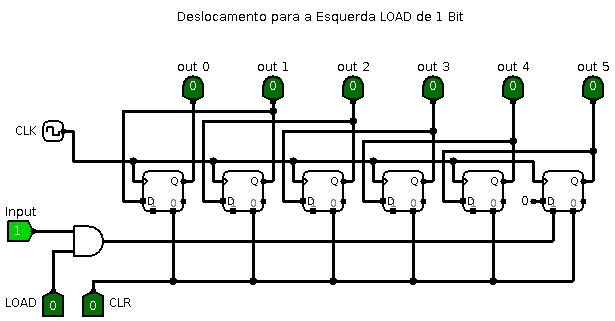 Deslocamento para a Esquerda LOAD de 1 Bit
out 0 out 1 out 2 out 3 out 4 out 5
0 0 0 0 0 0
CLK
Q Q Q Q Q Q
D D D D D 0 D
0 0 0 0 0 0
Input
1
LOAD 0 0 CLR